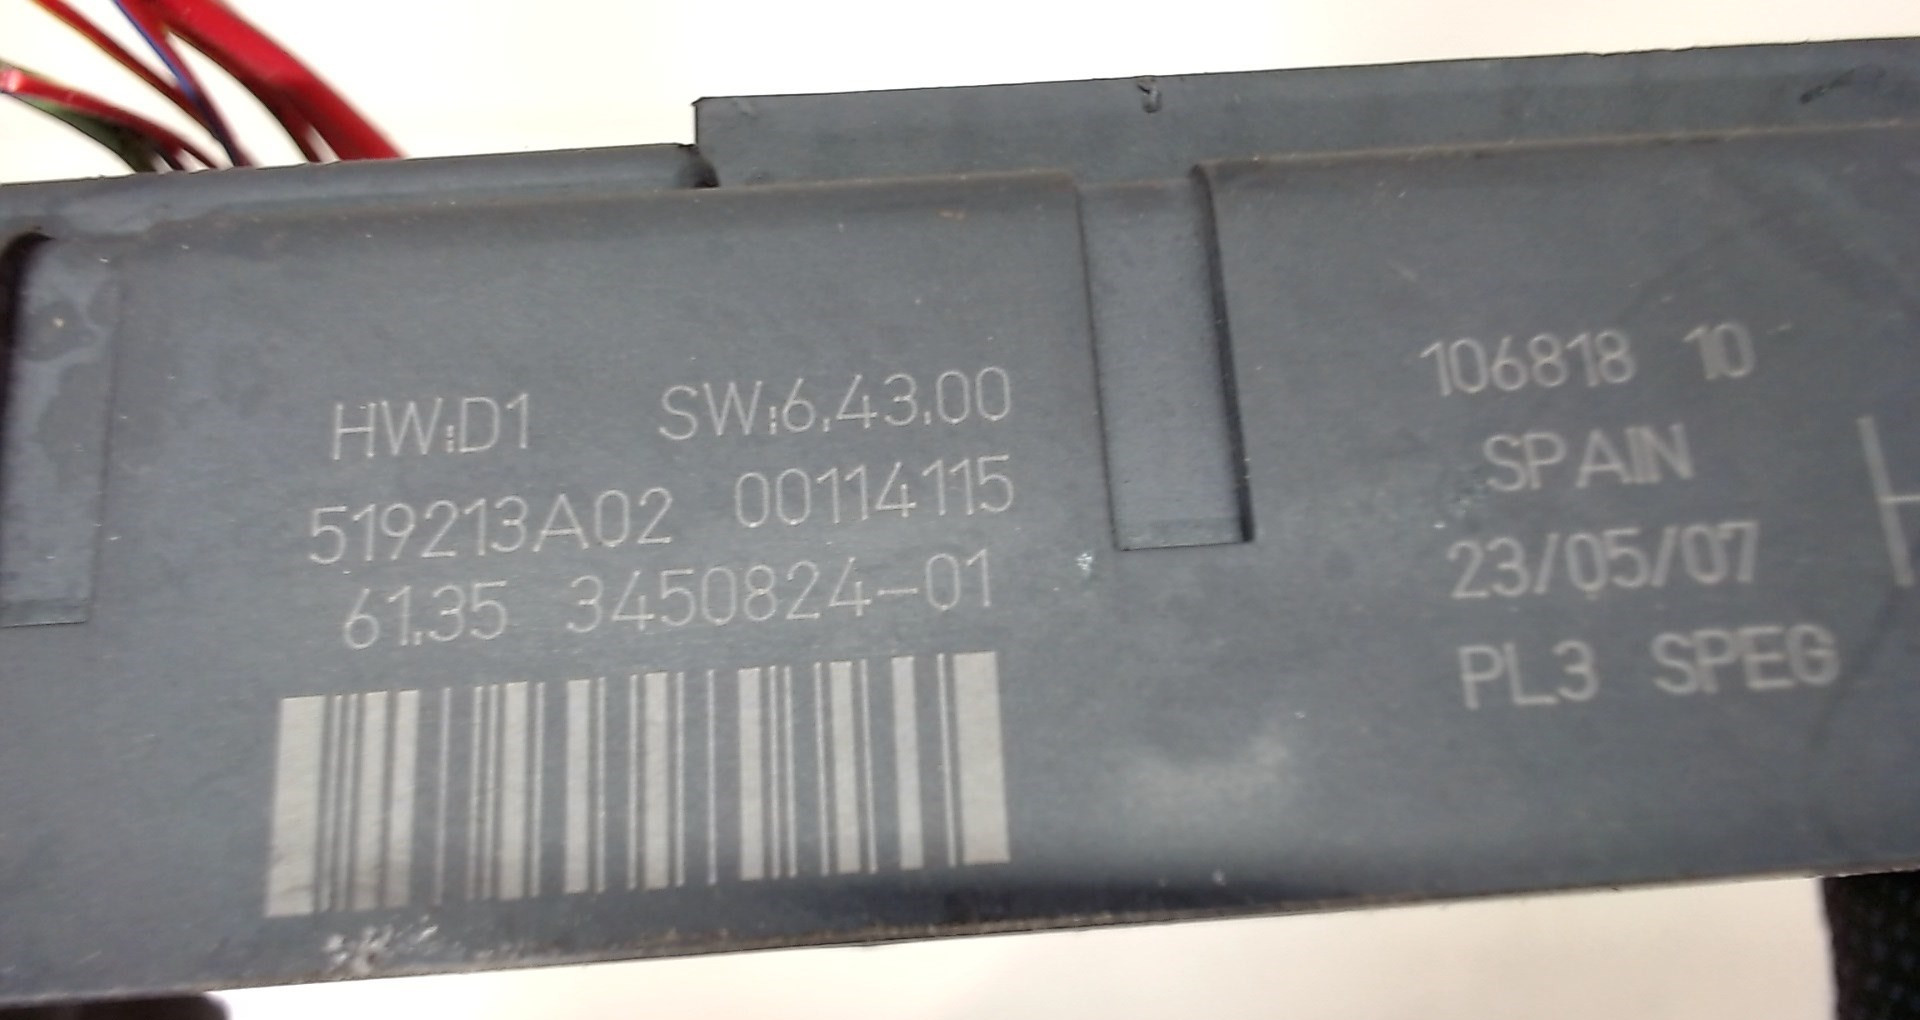 HW:D1 SW:6.43.00
519213A02 00114115
61.35 3450824-01
106818 10
SPAIN
23/05/07
PL3 SPEG